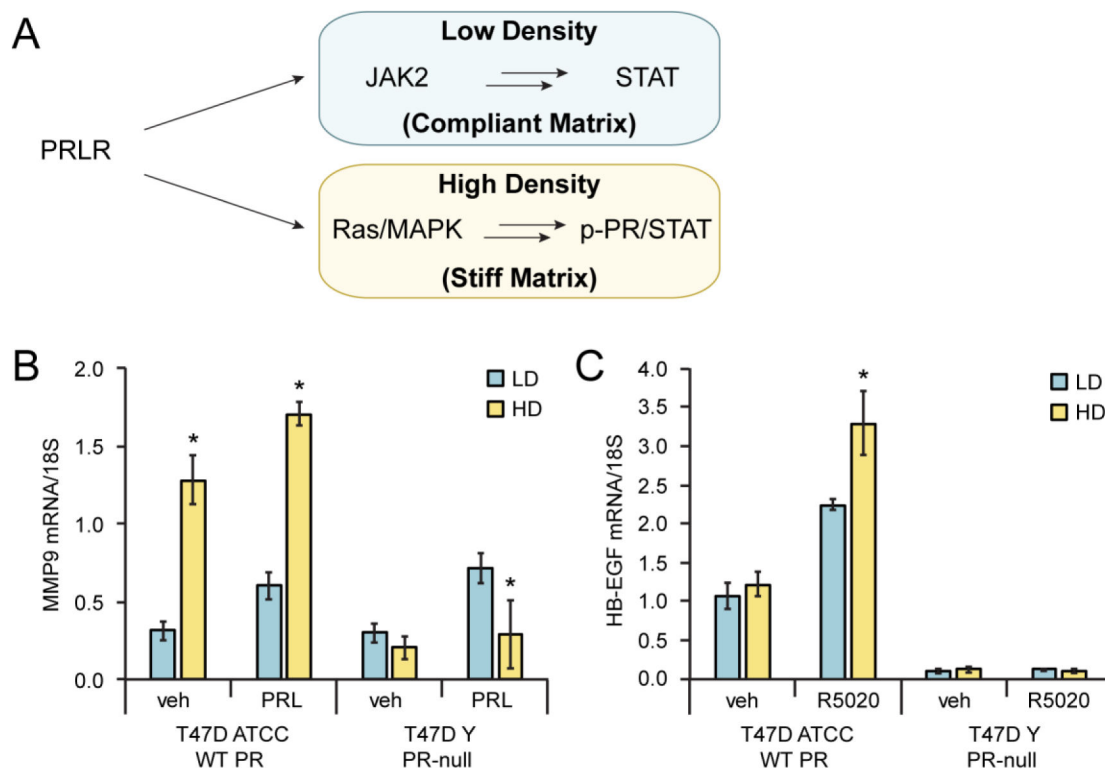 A
Low Density
JAK2 STAT
(Compliant Matrix)
PRLR
High Density
Ras/MAPK p-PR/STAT
(Stiff Matrix)
B
MMP9 mRNA/18S
2.0
1.5
1.0
0.5
0.0
* * *
LD
HD
veh PRL veh PRL
T47D ATCC T47D Y
WT PR PR-null
C
HB-EGF mRNA/18S
4.0
3.5
3.0
2.5
2.0
1.5
1.0
0.5
0.0
*
LD
HD
veh R5020 veh R5020
T47D ATCC T47D Y
WT PR PR-null